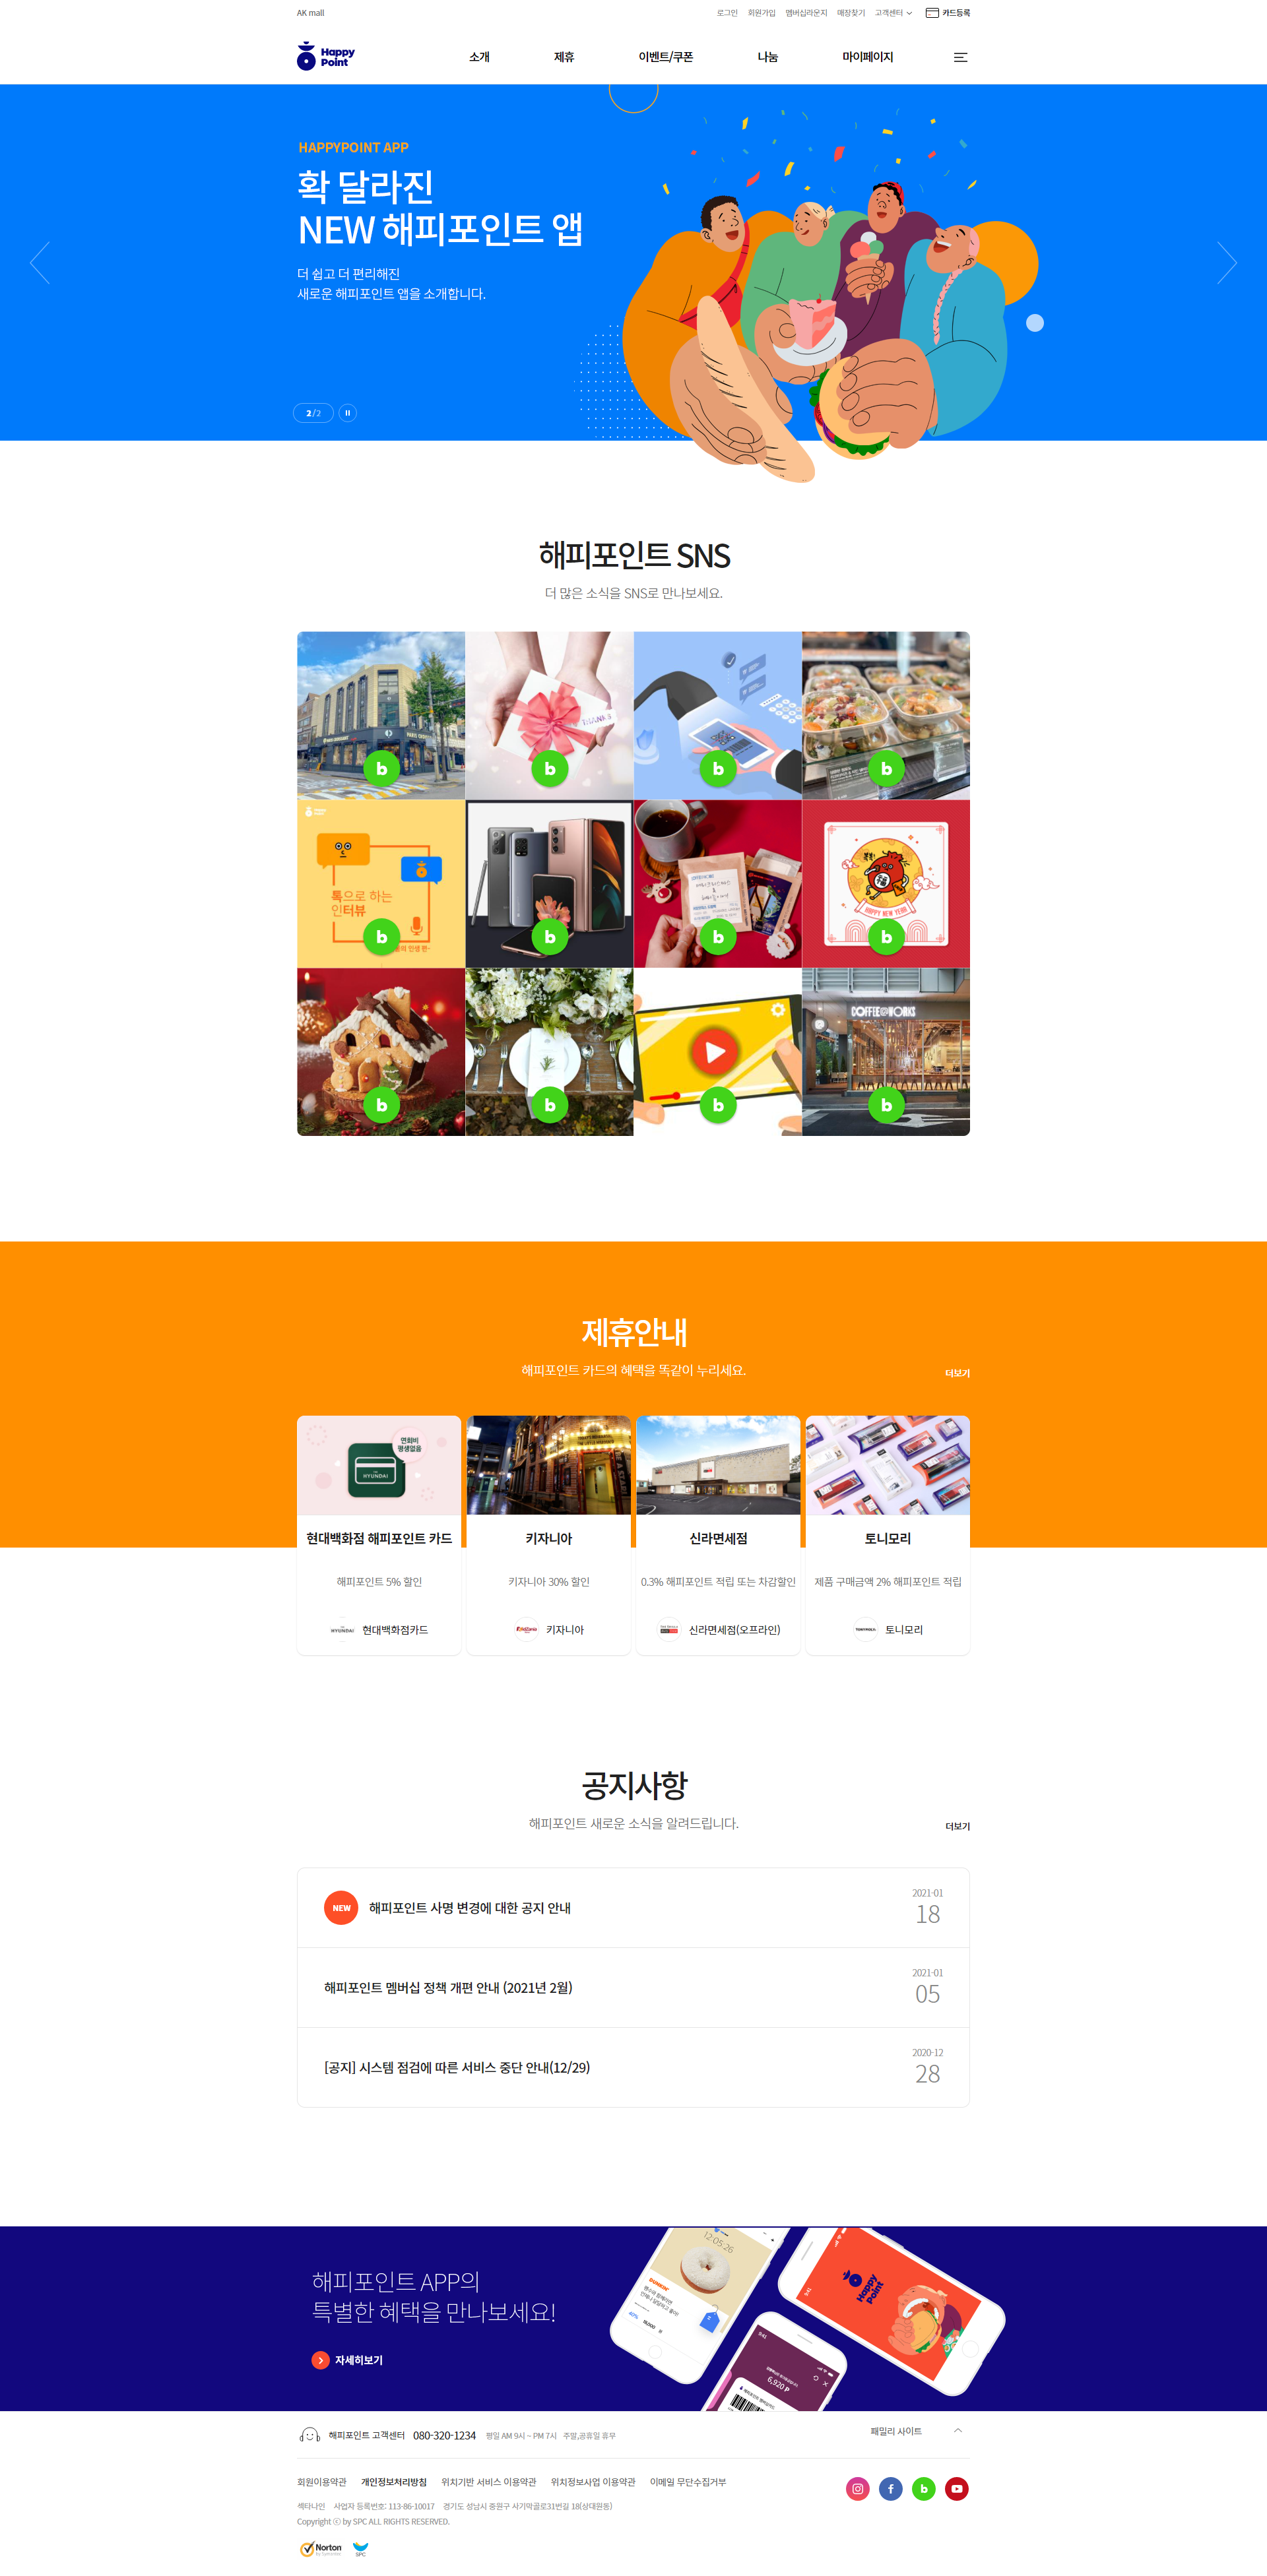 AK mall
로그인 회원가입 멤버십라운지 매장찾기 고객센터 카드등록
Happy Point
소개 제휴 이벤트/쿠폰 나눔 마이페이지
HAPPYPOINT APP
확 달라진
NEW 해피포인트 앱
더 쉽고 더 편리해진
새로운 해피포인트 앱을 소개합니다.
2/2
해피포인트 SNS
더 많은 소식을 SNS로 만나보세요.
PARIS CROISSANT
THANKS
b b b b
톡으로 하는
인터뷰
HAPPY NEW YEAR
福
b b b b
COFFEE@WORKS
b b b b
제휴안내
해피포인트 카드의 혜택을 똑같이 누리세요.
더보기
연회비
평생없음
HYUNDAI
현대백화점 해피포인트 카드
해피포인트 5% 할인
HYUNDAI 현대백화점카드
키자니아
키자니아 30% 할인
KidZania 키자니아
신라면세점
0.3% 해피포인트 적립 또는 차감할인
신라면세점(오프라인)
토니모리
제품 구매금액 2% 해피포인트 적립
TONYMOLY 토니모리
공지사항
해피포인트 새로운 소식을 알려드립니다.
더보기
NEW 해피포인트 사명 변경에 대한 공지 안내
2021-01
18
해피포인트 멤버십 정책 개편 안내 (2021년 2월)
2021-01
05
[공지] 시스템 점검에 따른 서비스 중단 안내(12/29)
2020-12
28
해피포인트 APP의
특별한 혜택을 만나보세요!
자세히보기
12:05:26
DUNKIN'
40%
9:41
6,920 P
9:41
Happy Point
해피포인트 고객센터 080-320-1234 평일 AM 9시 ~ PM 7시 주말,공휴일 휴무
패밀리 사이트
회원이용약관 개인정보처리방침 위치기반 서비스 이용약관 위치정보사업 이용약관 이메일 무단수집거부
섹타나인 사업자 등록번호: 113-86-10017 경기도 성남시 중원구 사기막골로31번길 18(상대원동)
Copyright ⓒ by SPC ALL RIGHTS RESERVED.
Norton
SPC